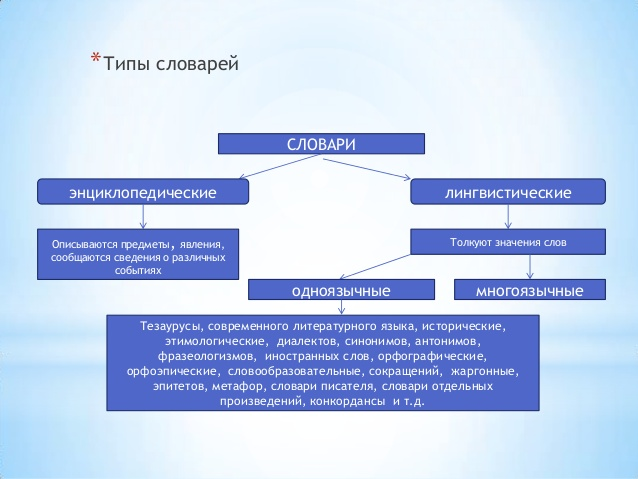 *Типы словарей
СЛОВАРИ
энциклопедические
лингвистические
Описываются предметы, явления,
сообщаются сведения о различных
событиях
Толкуют значения слов
одноязычные
многоязычные
Тезаурусы, современного литературного языка, исторические,
этимологические, диалектов, синонимов, антонимов,
фразеологизмов, иностранных слов, орфографические,
орфоэпические, словообразовательные, сокращений, жаргонные,
эпитетов, метафор, словари писателя, словари отдельных
произведений, конкордансы и т.д.